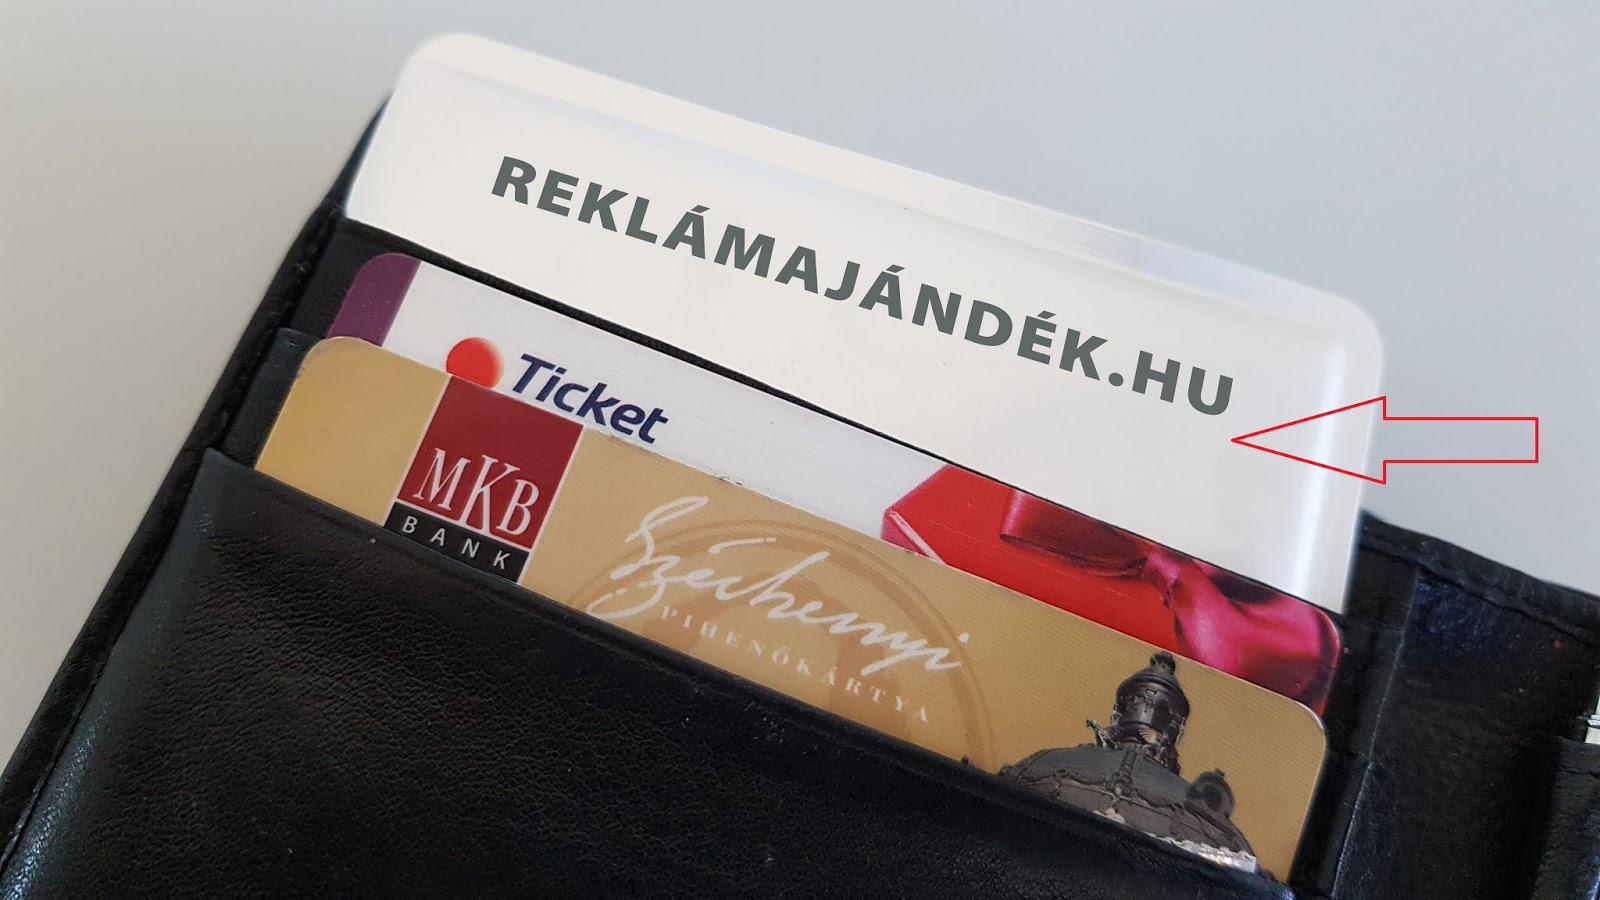 REKLÁMAJÁNDÉK.HU
Ticket
MKB
BANK
Széchenyi
PIHENŐKÁRTYA